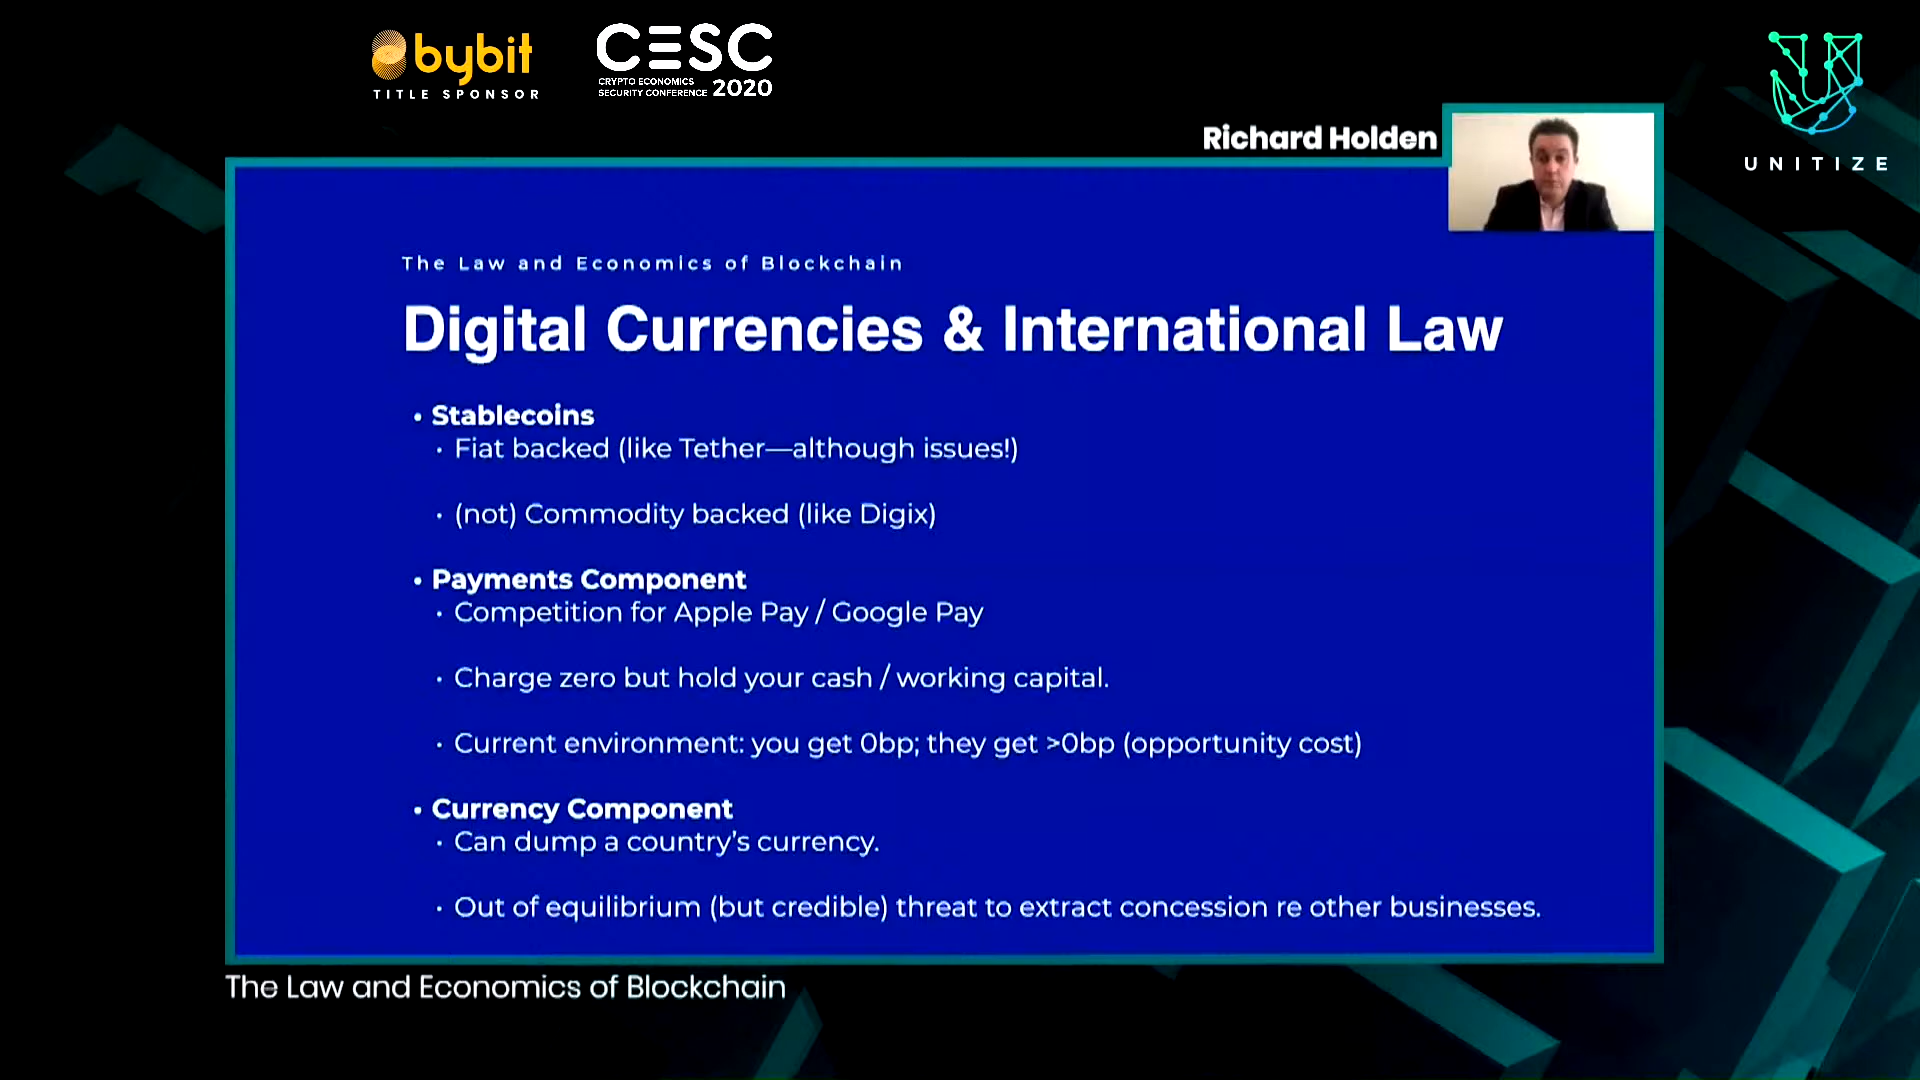 bybit
TITLE SPONSOR
CESC
CRYPTO ECONOMICS
SECURITY CONFERENCE 2020
UNITIZE
Richard Holden
The Law and Economics of Blockchain
Digital Currencies & International Law
• Stablecoins
• Fiat backed (like Tether—although issues!)
• (not) Commodity backed (like Digix)
• Payments Component
• Competition for Apple Pay / Google Pay
• Charge zero but hold your cash / working capital.
• Current environment: you get 0bp; they get >0bp (opportunity cost)
• Currency Component
• Can dump a country’s currency.
• Out of equilibrium (but credible) threat to extract concession re other businesses.
The Law and Economics of Blockchain